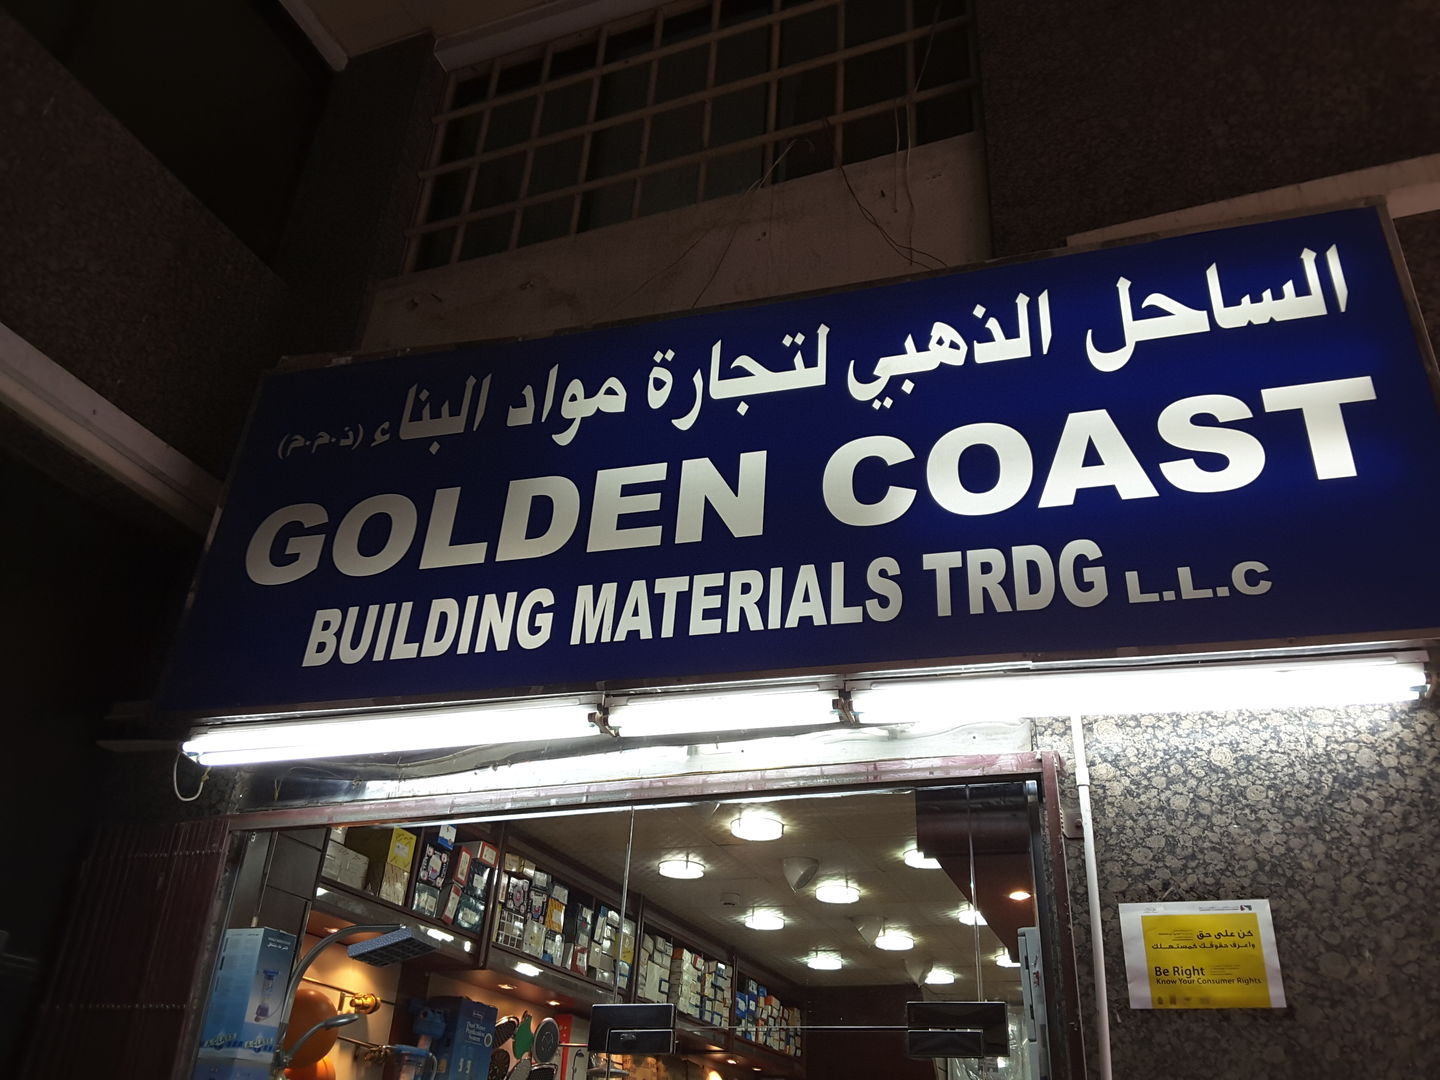 الساحل الذهبي لتجارة مواد البناء (ذ.م.م)
GOLDEN COAST
BUILDING MATERIALS TRDG L.L.C
كن على حق
واعرف حقوقك كمستهلك
Be Right
Know Your Consumer Rights